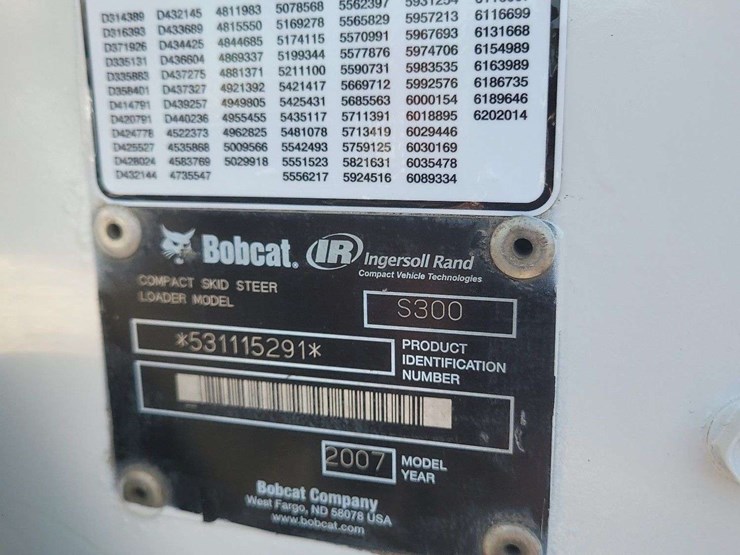 D314389 D432145 4811983 5078568 5562397
D316393 D433689 4815550 5169278 5565829 5957213 6116699
D371926 D434425 4844685 5174115 5570991 5967693 6131668
D335131 D436604 4869337 5199344 5577876 5974706 6154989
D335883 D437275 4881371 5211100 5590731 5983535 6163989
D358401 D437327 4921392 5421417 5669712 5992576 6186735
D414791 D439257 4949805 5425431 5685563 6000154 6189646
D420791 D440236 4955455 5435117 5711391 6018895 6202014
D424778 4522373 4962825 5481078 5713419 6029446
D425527 4535868 5009566 5542493 5759125 6030169
D428024 4583769 5029918 5551523 5821631 6035478
D432144 4735547 5556217 5924516 6089334
Bobcat. IR Ingersoll Rand
Compact Vehicle Technologies
COMPACT SKID STEER
LOADER MODEL
S300
*531115291*
PRODUCT
IDENTIFICATION
NUMBER
2007 MODEL
YEAR
Bobcat Company
West Fargo, ND 58078 USA
www.bobcat.com